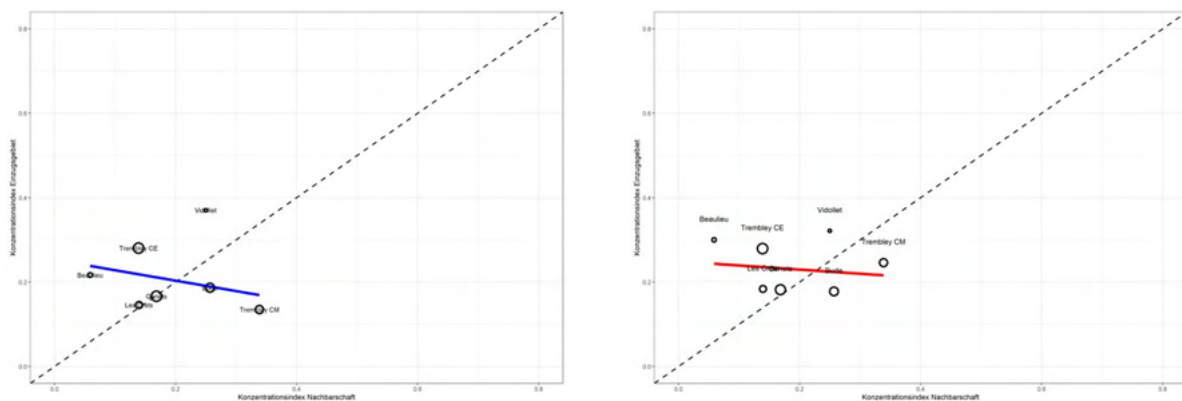 Konzentrationsindex Einzugsgebiet
0.8
0.6
0.4
0.2
0.0
Vidollet
Trembley CE
Beaulieu
Trembley CM
0.0 0.2 0.4 0.6 0.8
Konzentrationsindex Nachbarschaft
Konzentrationsindex Einzugsgebiet
0.8
0.6
0.4
0.2
0.0
Vidollet
Beaulieu
Trembley CE
Trembley CM
0.0 0.2 0.4 0.6 0.8
Konzentrationsindex Nachbarschaft